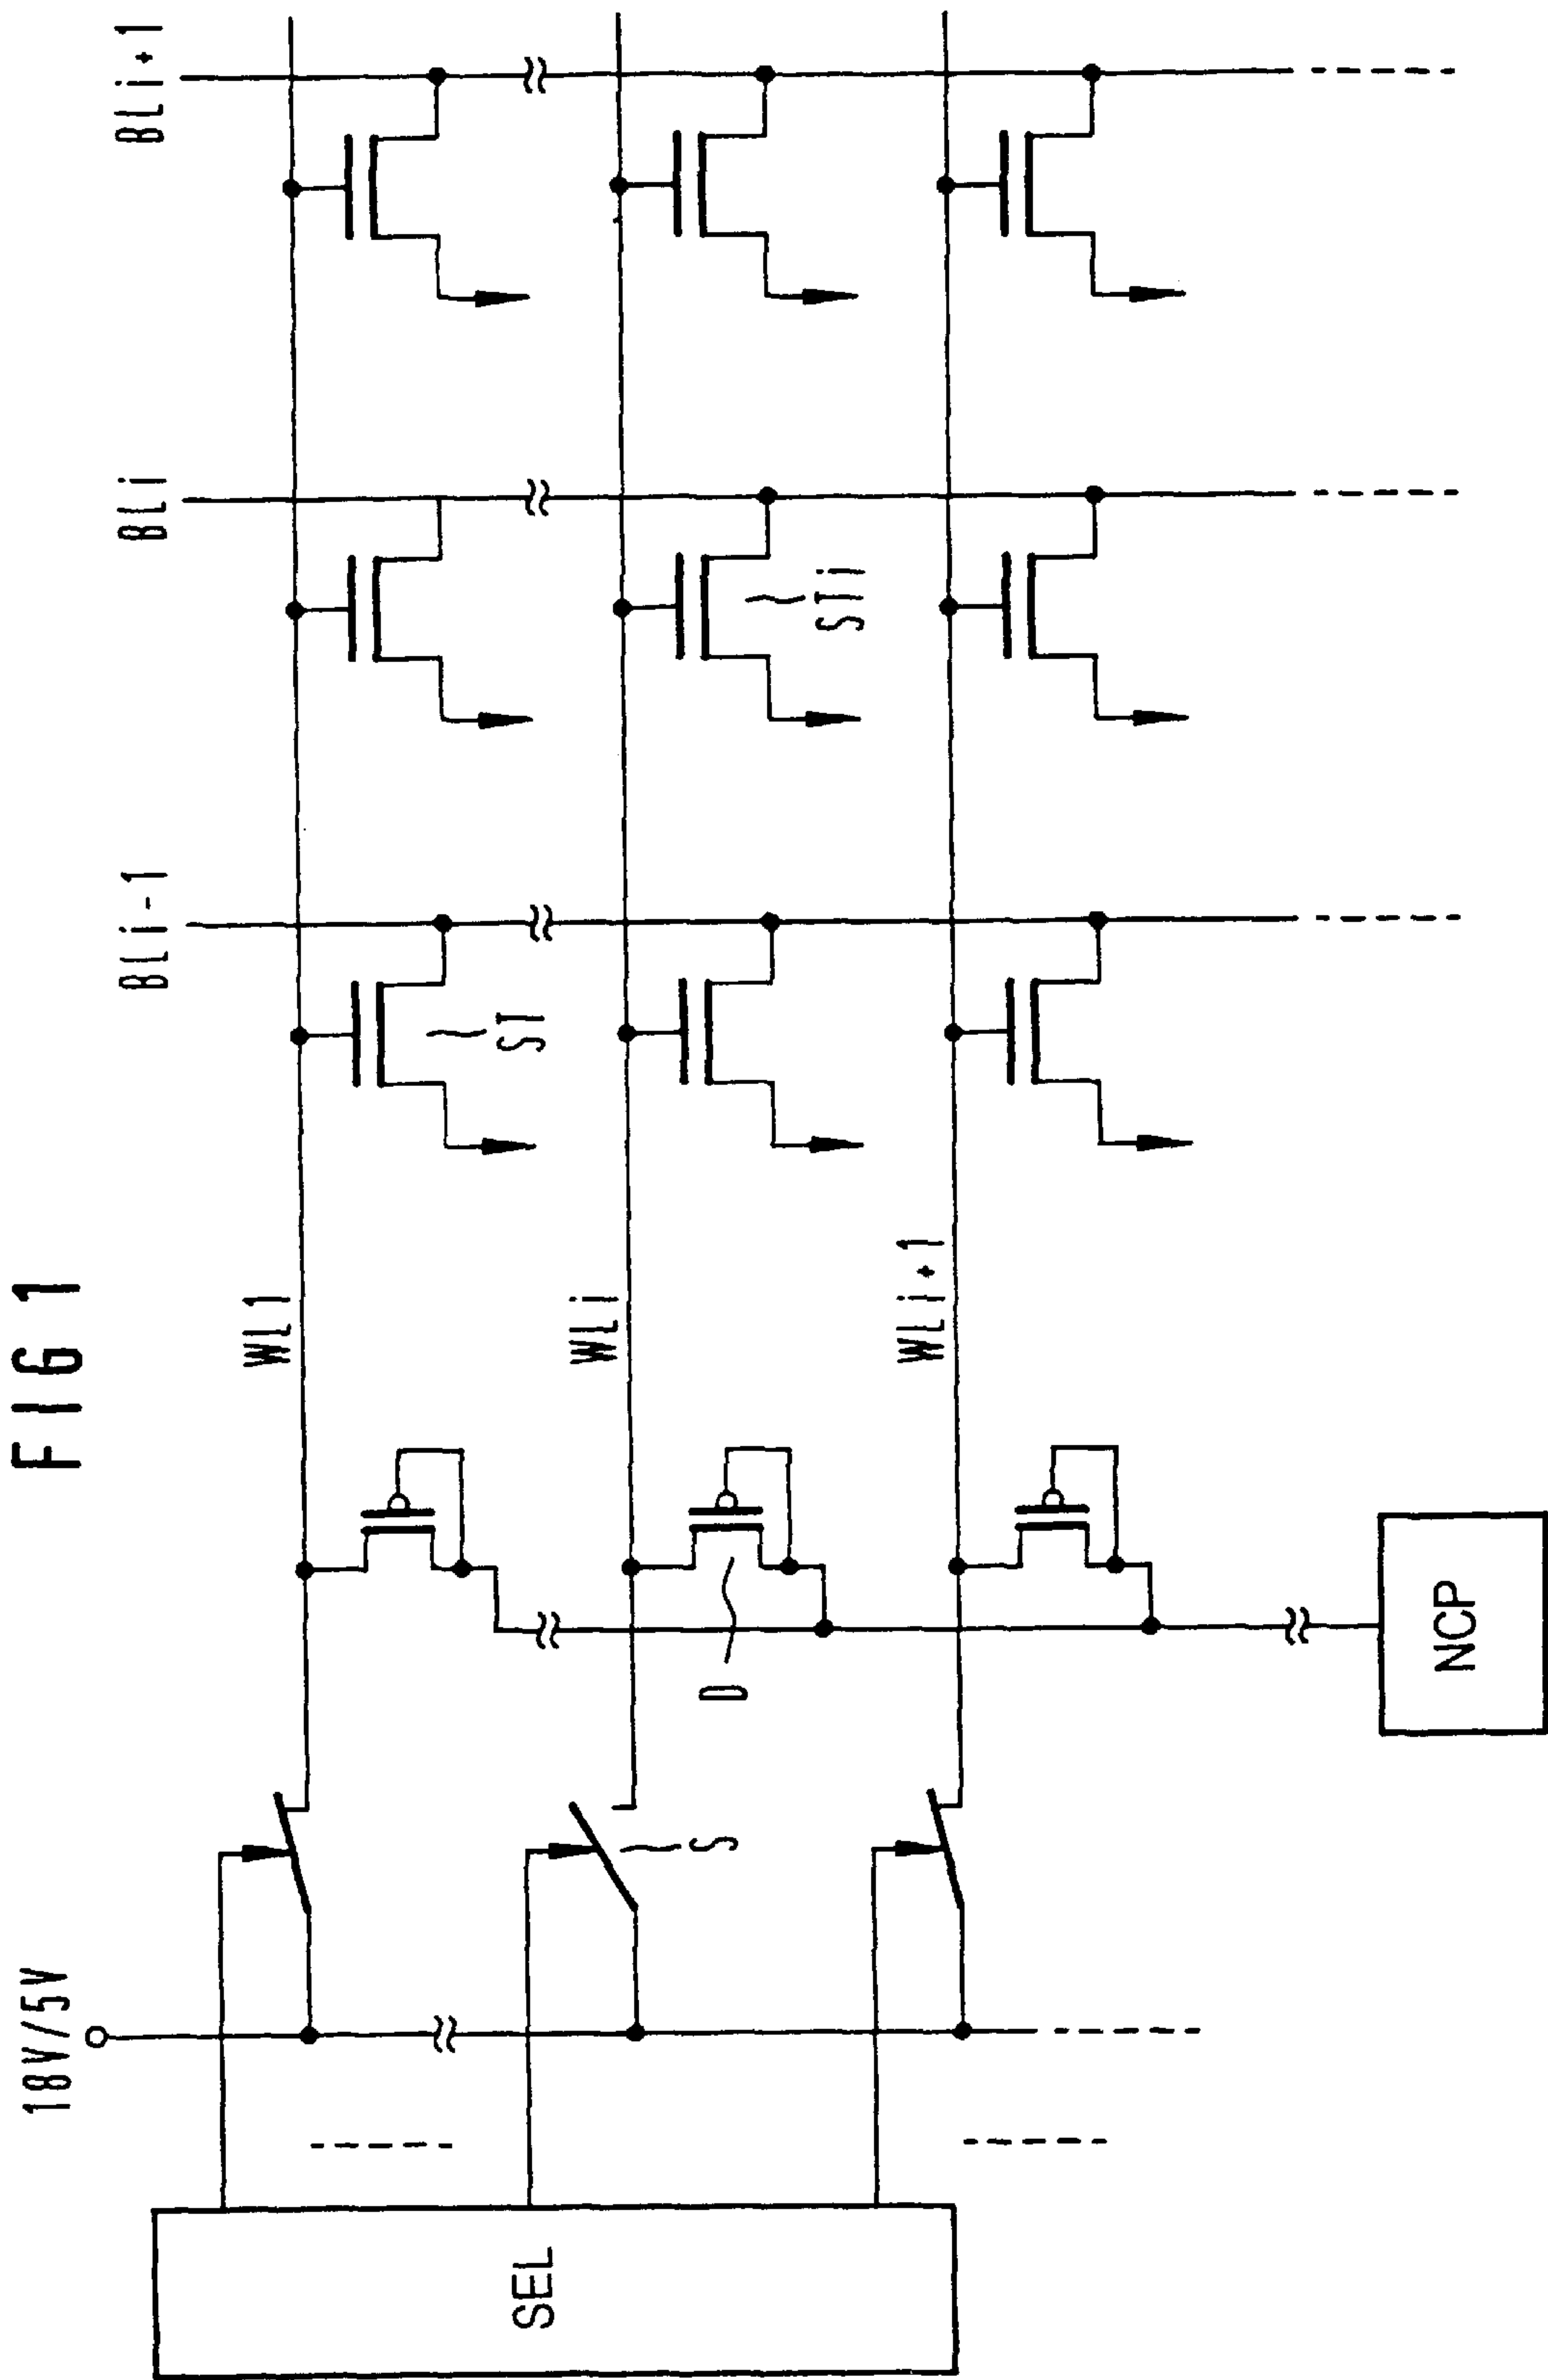 FIG 1
18V/5V
BLi-1
BLi
BLi+1
WL1
ST
WLi
STi
D
S
WLi+1
SEL
NCP